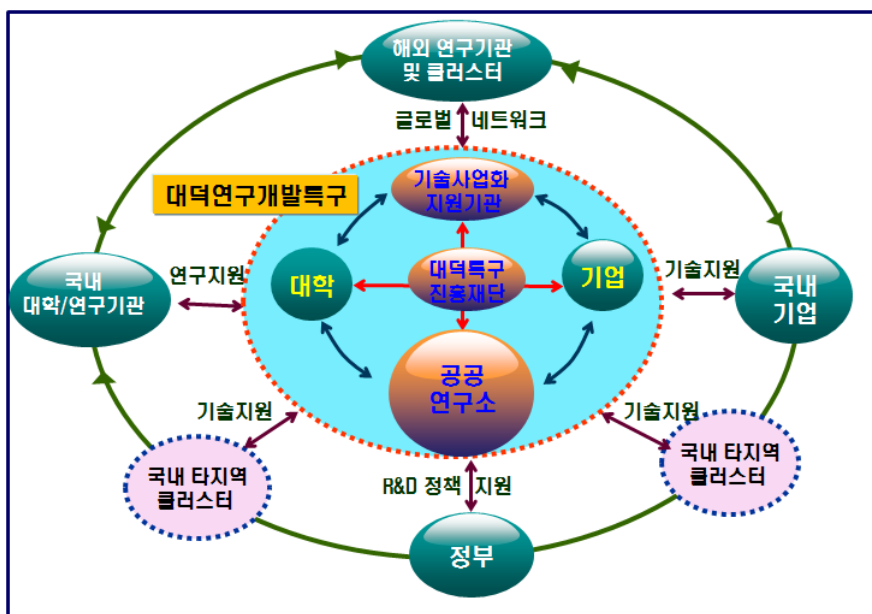 해외 연구기관
및 클러스터
글로벌 네트워크
대덕연구개발특구
기술사업화
지원기관
국내
대학/연구기관
연구지원
대학
대덕특구
진흥재단
기업
기술지원
국내
기업
공공
연구소
기술지원
기술지원
국내 타지역
클러스터
국내 타지역
클러스터
R&D 정책 지원
정부